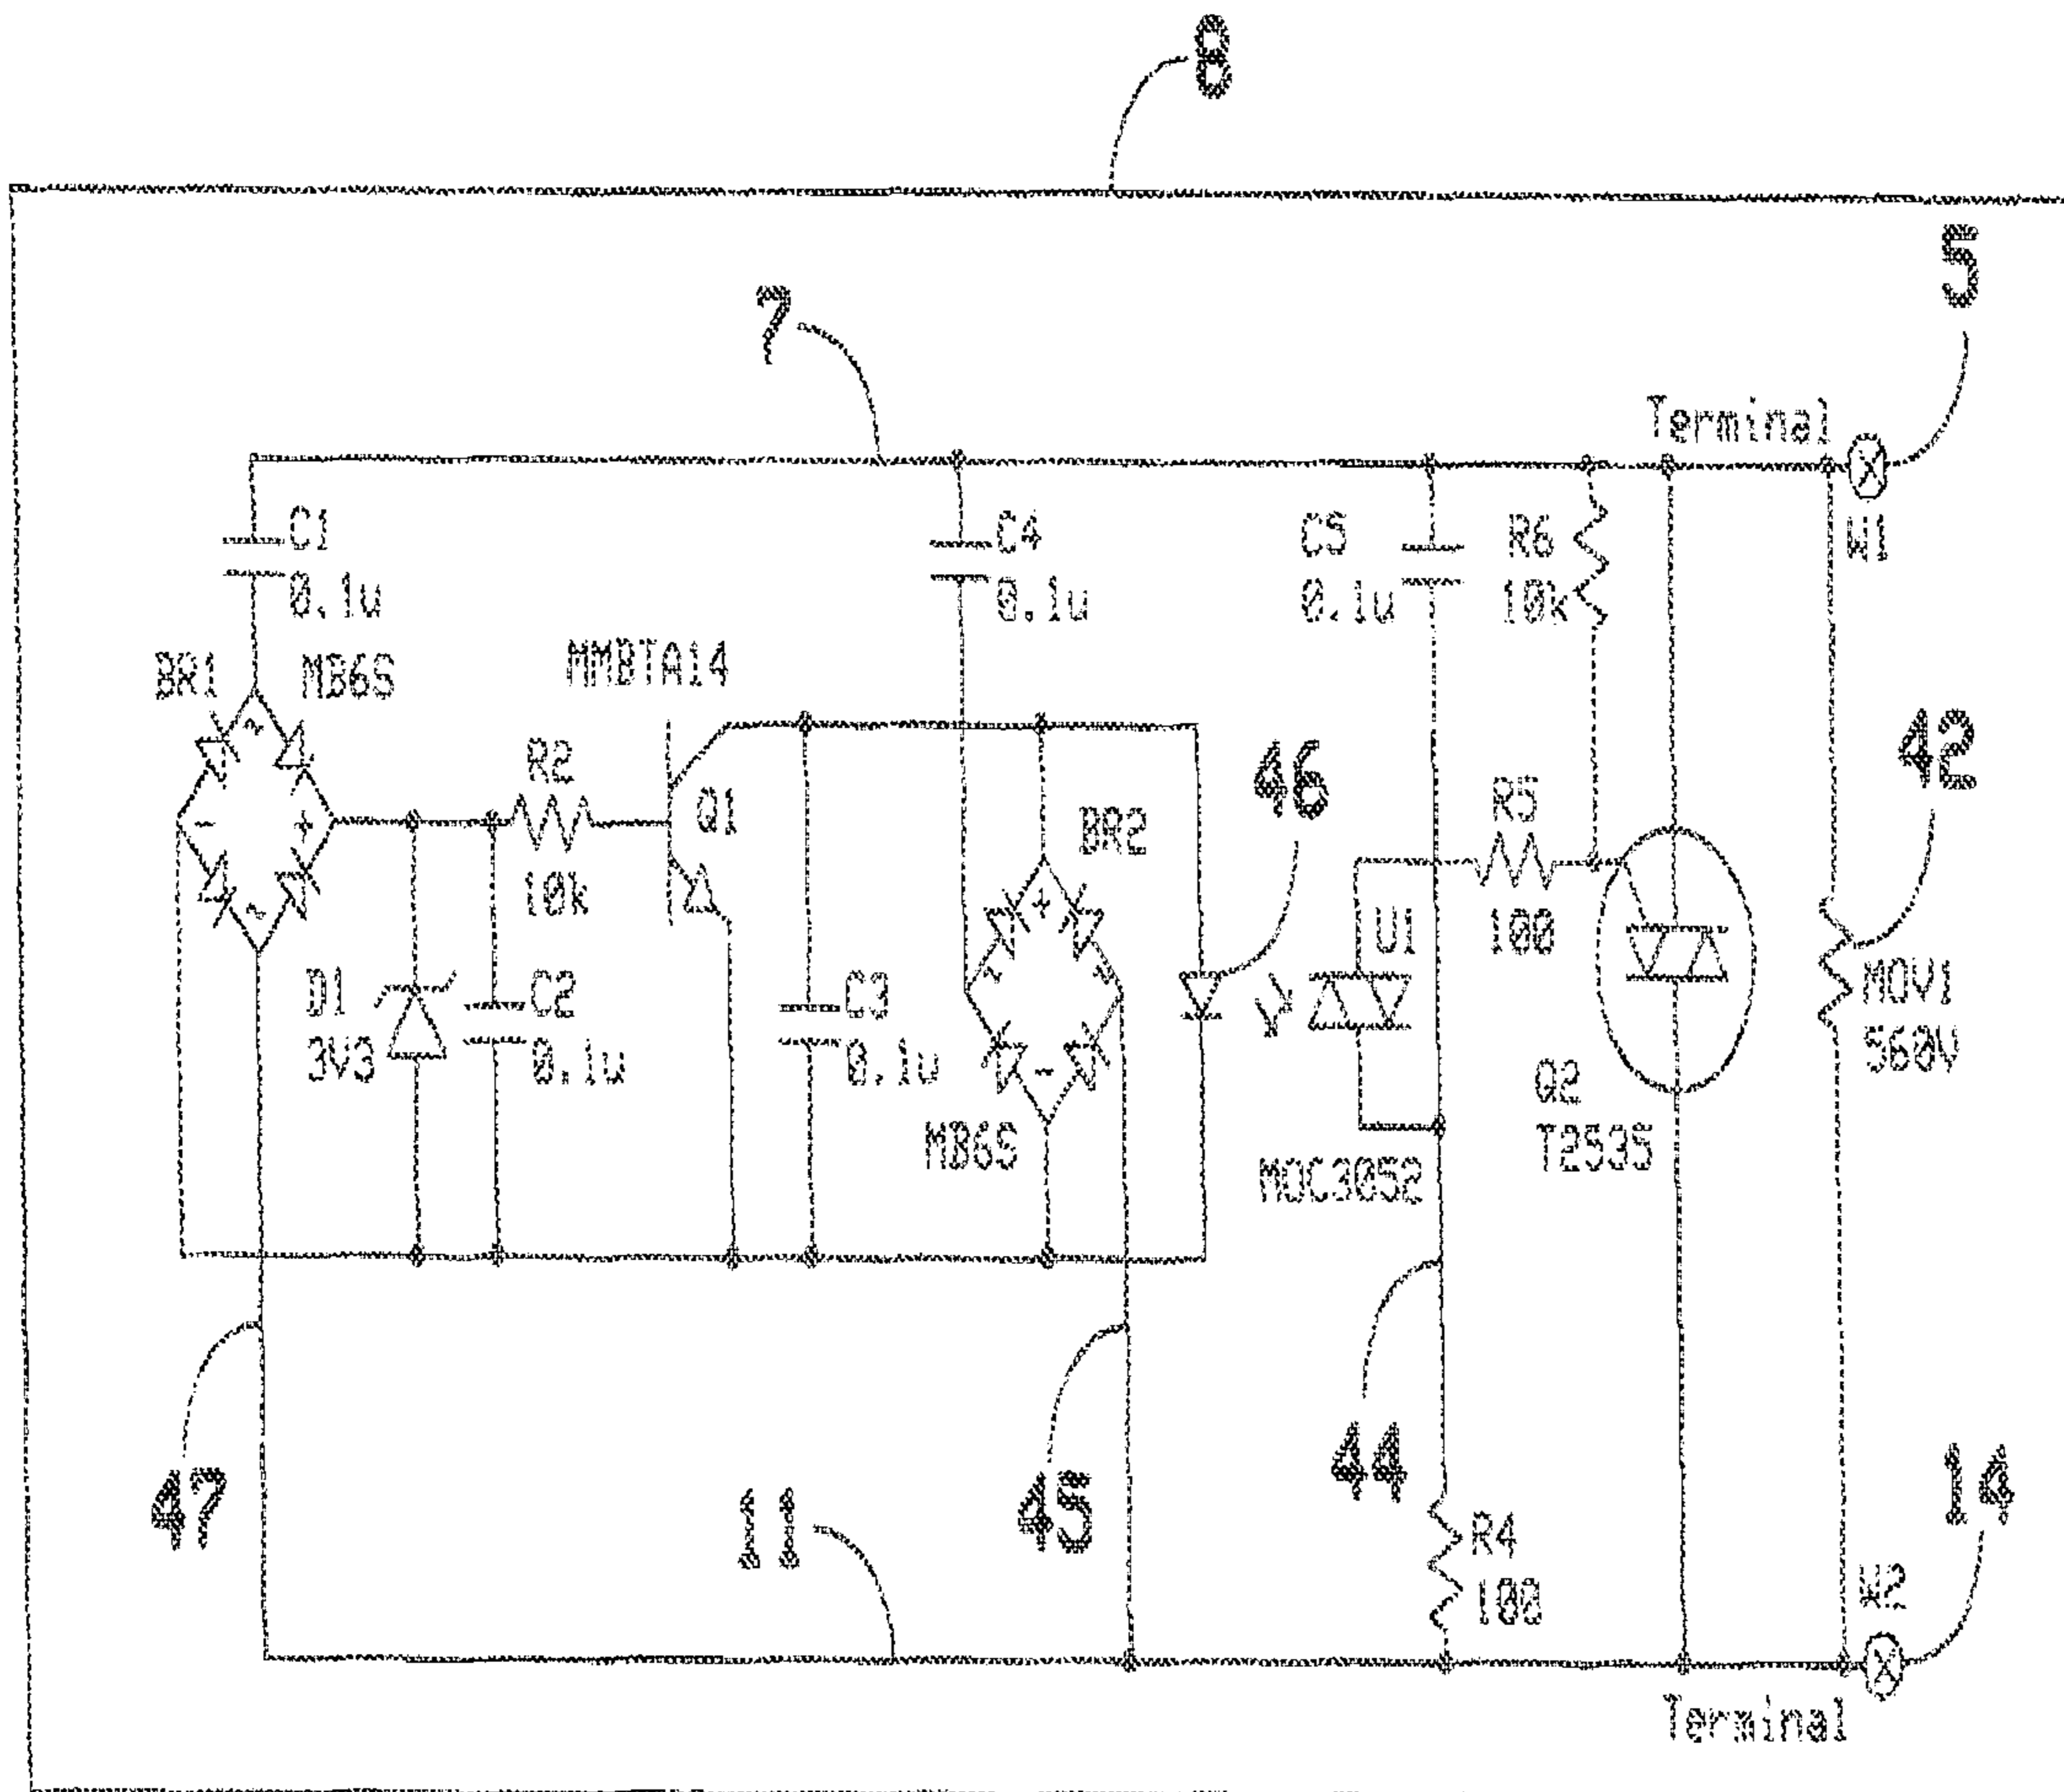 8
5
7
Terminal
W1
C1
0.1u
C4
0.1u
C5
0.1u
R6
10k
BR1
MB6S
MMBTA14
R2
10k
Q1
BR2
46
R5
100
42
~
-
+
~
D1
3V3
C2
0.1u
C3
0.1u
+
~
~
-
MB6S
U1
MOC3052
Q2
T2535
MOV1
560V
47
11
45
44
R4
100
14
W2
Terminal